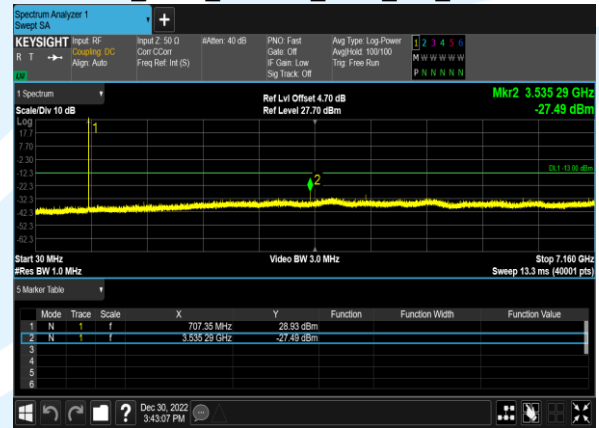 Spectrum Analyzer 1
Swept SA
KEYSIGHT
R T
LW
Input: RF
Coupling: DC
Align: Auto
Input Z: 50 Ω
Corr CCorr
Freq Ref: Int (S)
#Atten: 40 dB
PNO: Fast
Gate: Off
IF Gain: Low
Sig Track: Off
Avg Type: Log-Power
Avg|Hold: 100/100
Trig: Free Run
1 2 3 4 5 6
M W W W W W
P N N N N N
1 Spectrum
Scale/Div 10 dB
Ref Lvl Offset 4.70 dB
Ref Level 27.70 dBm
Mkr2 3.535 29 GHz
-27.49 dBm
Log
17.7
7.70
-2.30
-12.3
-22.3
-32.3
-42.3
-52.3
-62.3
1
2
DL1 -13.00 dBm
Start 30 MHz
#Res BW 1.0 MHz
Video BW 3.0 MHz
Stop 7.160 GHz
Sweep 13.3 ms (40001 pts)
5 Marker Table
Mode Trace Scale X Y Function Function Width Function Value
1 N 1 f 707.35 MHz 28.93 dBm
2 N 1 f 3.535 29 GHz -27.49 dBm
3
4
5
6
?
Dec 30, 2022
3:43:07 PM